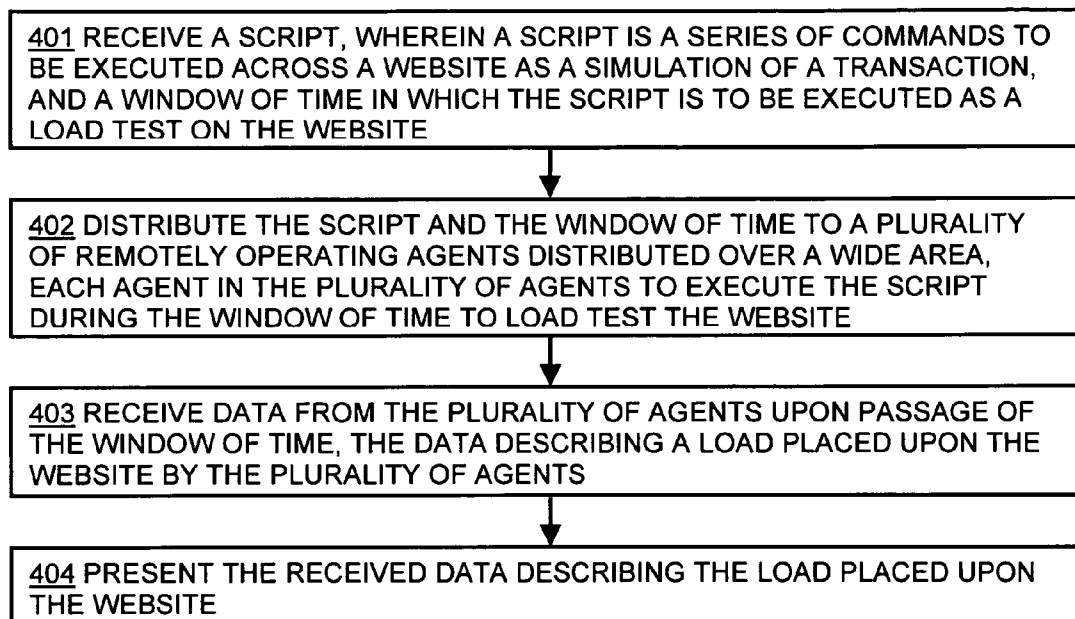 401 RECEIVE A SCRIPT, WHEREIN A SCRIPT IS A SERIES OF COMMANDS TO
BE EXECUTED ACROSS A WEBSITE AS A SIMULATION OF A TRANSACTION,
AND A WINDOW OF TIME IN WHICH THE SCRIPT IS TO BE EXECUTED AS A
LOAD TEST ON THE WEBSITE
402 DISTRIBUTE THE SCRIPT AND THE WINDOW OF TIME TO A PLURALITY
OF REMOTELY OPERATING AGENTS DISTRIBUTED OVER A WIDE AREA,
EACH AGENT IN THE PLURALITY OF AGENTS TO EXECUTE THE SCRIPT
DURING THE WINDOW OF TIME TO LOAD TEST THE WEBSITE
403 RECEIVE DATA FROM THE PLURALITY OF AGENTS UPON PASSAGE OF
THE WINDOW OF TIME, THE DATA DESCRIBING A LOAD PLACED UPON THE
WEBSITE BY THE PLURALITY OF AGENTS
404 PRESENT THE RECEIVED DATA DESCRIBING THE LOAD PLACED UPON
THE WEBSITE